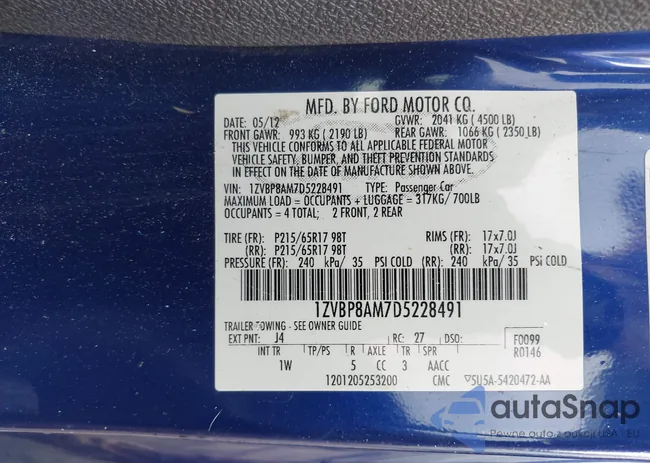 MFD. BY FORD MOTOR CO.
DATE: 05/12 GVWR: 2041 KG ( 4500 LB)
FRONT GAWR: 993 KG ( 2190 LB) REAR GAWR: 1066 KG ( 2350 LB)
THIS VEHICLE CONFORMS TO ALL APPLICABLE FEDERAL MOTOR
VEHICLE SAFETY, BUMPER, AND THEFT PREVENTION STANDARDS
IN EFFECT ON THE DATE OF MANUFACTURE SHOWN ABOVE.
VIN: 1ZVBP8AM7D5228491 TYPE: Passenger Car
MAXIMUM LOAD = OCCUPANTS + LUGGAGE = 317KG/ 700LB
OCCUPANTS = 4 TOTAL; 2 FRONT, 2 REAR
TIRE (FR): P215/65R17 98T RIMS (FR): 17x7.0J
(RR): P215/65R17 98T (RR): 17x7.0J
PRESSURE (FR): 240 kPa/ 35 PSI COLD (RR): 240 kPa/ 35 PSI COLD
1ZVBP8AM7D5228491
TRAILER TOWING - SEE OWNER GUIDE
EXT PNT: J4 RC: 27 DSO: F0099
INT TR TP/PS R AXLE TR SPR R0146
1W 5 CC 3 AACC
1201205253200 CMC 5U5A-5420472-AA
autoSnap
Pewne auto z aukcji USA i EU